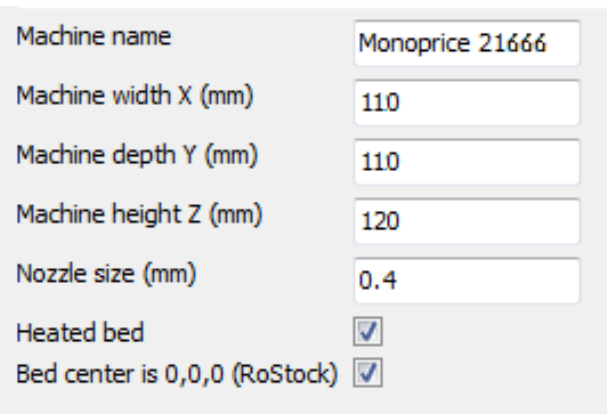 Machine name Monoprice 21666
Machine width X (mm) 110
Machine depth Y (mm) 110
Machine height Z (mm) 120
Nozzle size (mm) 0.4
Heated bed
Bed center is 0,0,0 (RoStock)